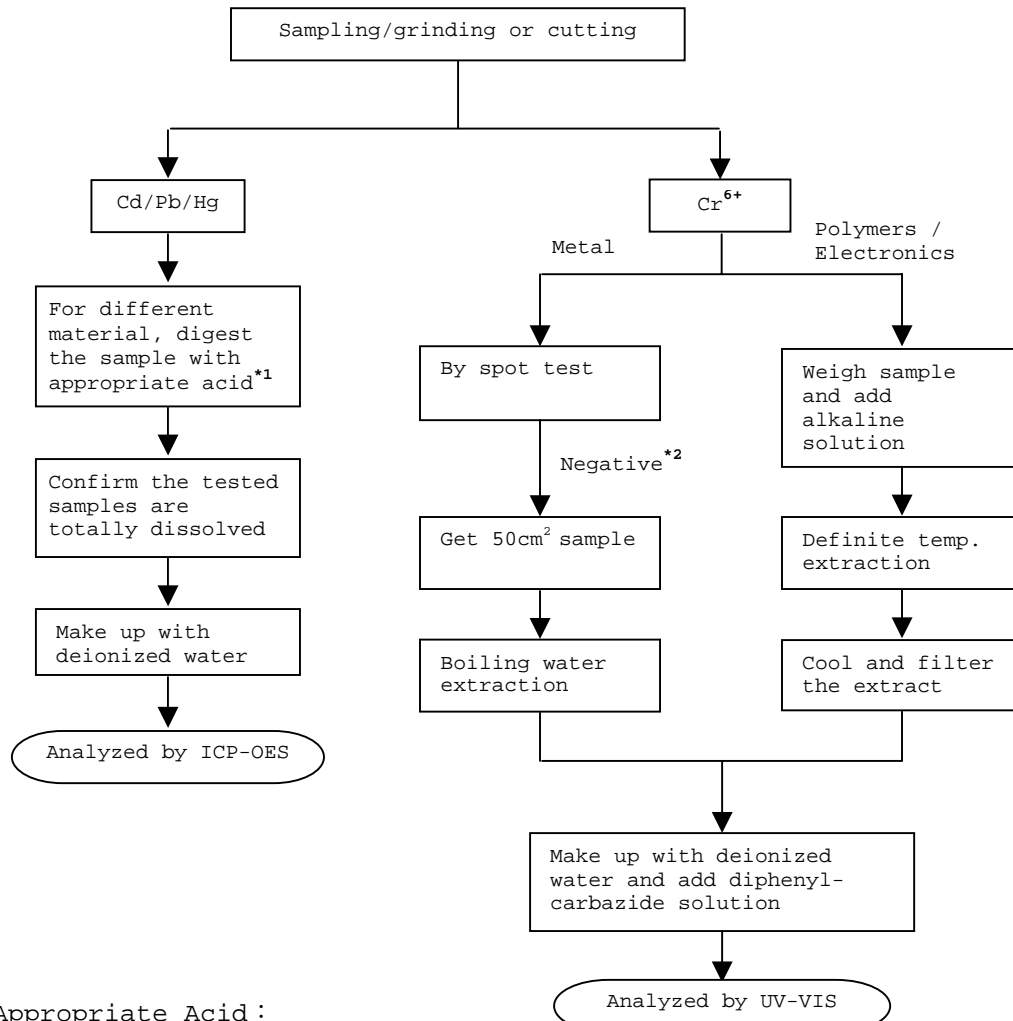 Sampling/grinding or cutting
Cd/Pb/Hg
Cr6+
Metal
Polymers /
Electronics
For different
material, digest
the sample with
appropriate acid*1
By spot test
Weigh sample
and add
alkaline
solution
Negative*2
Confirm the tested
samples are
totally dissolved
Get 50cm2 sample
Definite temp.
extraction
Make up with
deionized water
Boiling water
extraction
Cool and filter
the extract
Analyzed by ICP-OES
Make up with deionized
water and add diphenyl-
carbazide solution
Analyzed by UV-VIS
Appropriate Acid：